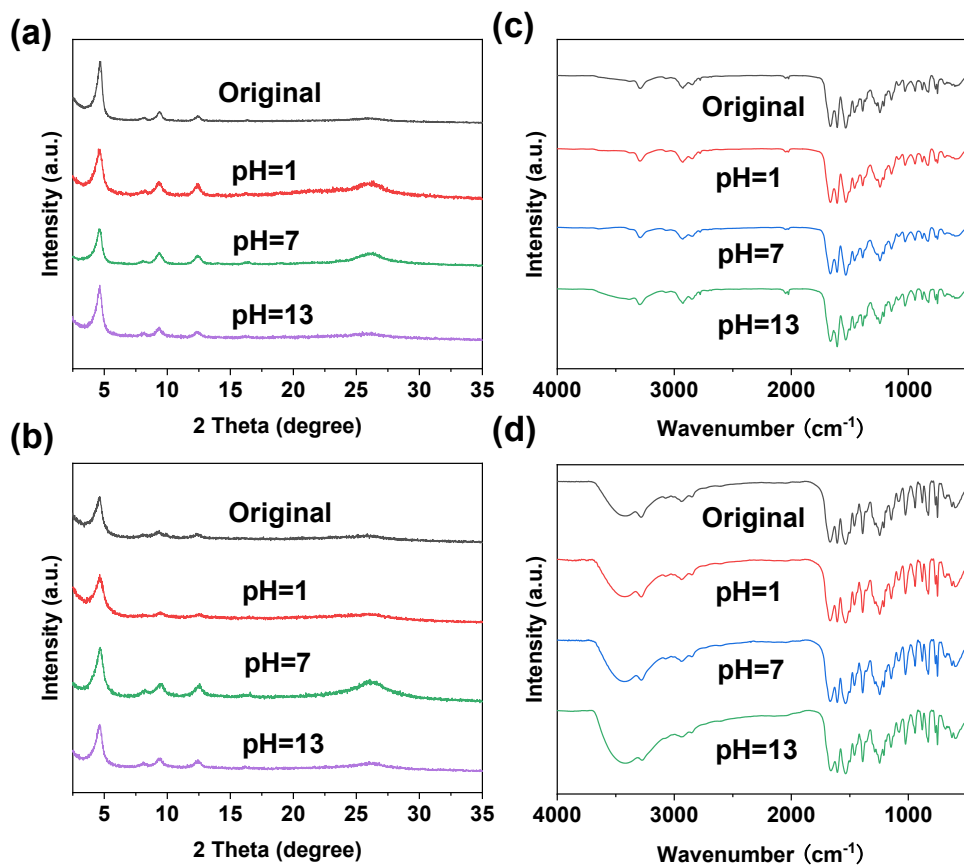 (a)
Original
pH=1
pH=7
pH=13
Intensity (a.u.)
5 10 15 20 25 30 35
2 Theta (degree)
(c)
Original
pH=1
pH=7
pH=13
Intensity (a.u.)
4000 3000 2000 1000
Wavenumber（cm⁻¹)
(b)
Original
pH=1
pH=7
pH=13
Intensity (a.u.)
5 10 15 20 25 30 35
2 Theta (degree)
(d)
Original
pH=1
pH=7
pH=13
Intensity (a.u.)
4000 3000 2000 1000
Wavenumber（cm⁻¹)